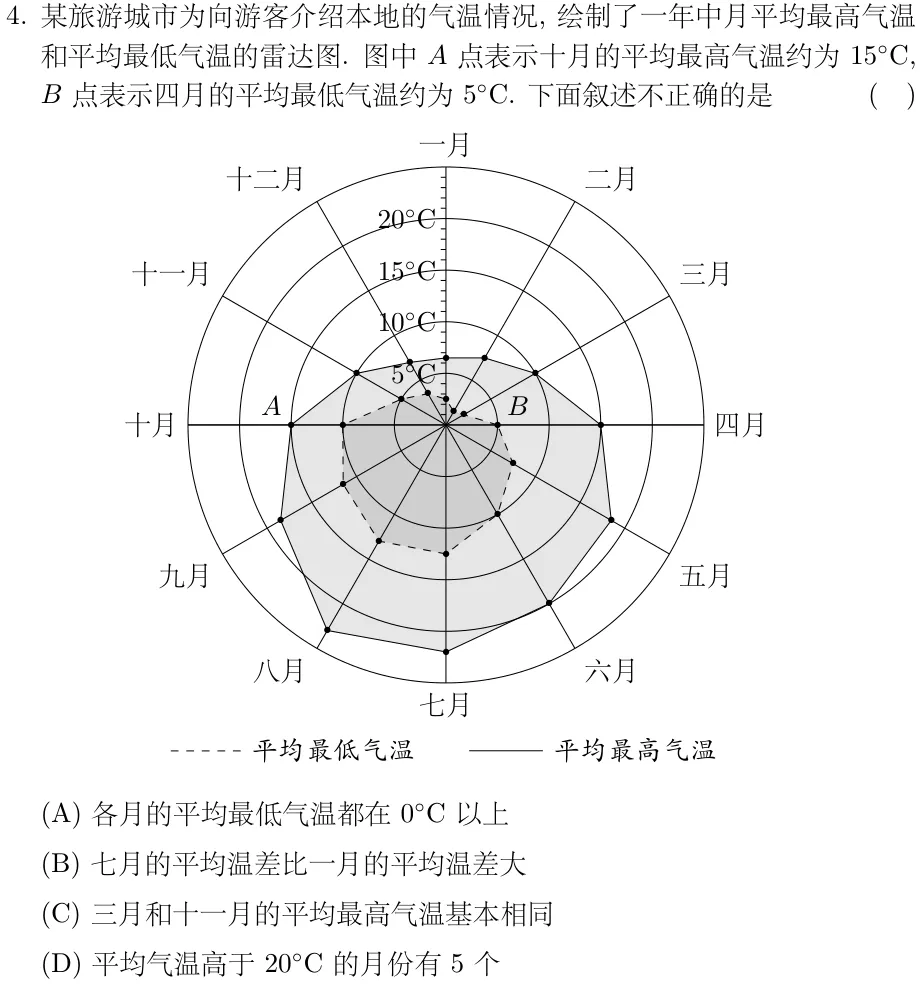 4. 某旅游城市为向游客介绍本地的气温情况, 绘制了一年中月平均最高气温
和平均最低气温的雷达图. 图中 A 点表示十月的平均最高气温约为 15°C,
B 点表示四月的平均最低气温约为 5°C. 下面叙述不正确的是 ( )
一月
十二月 二月
20°C
十一月 15°C 三月
10°C
5°C
A B
十月 四月
九月 五月
八月 六月
七月
平均最低气温 平均最高气温
(A) 各月的平均最低气温都在 0°C 以上
(B) 七月的平均温差比一月的平均温差大
(C) 三月和十一月的平均最高气温基本相同
(D) 平均气温高于 20°C 的月份有 5 个